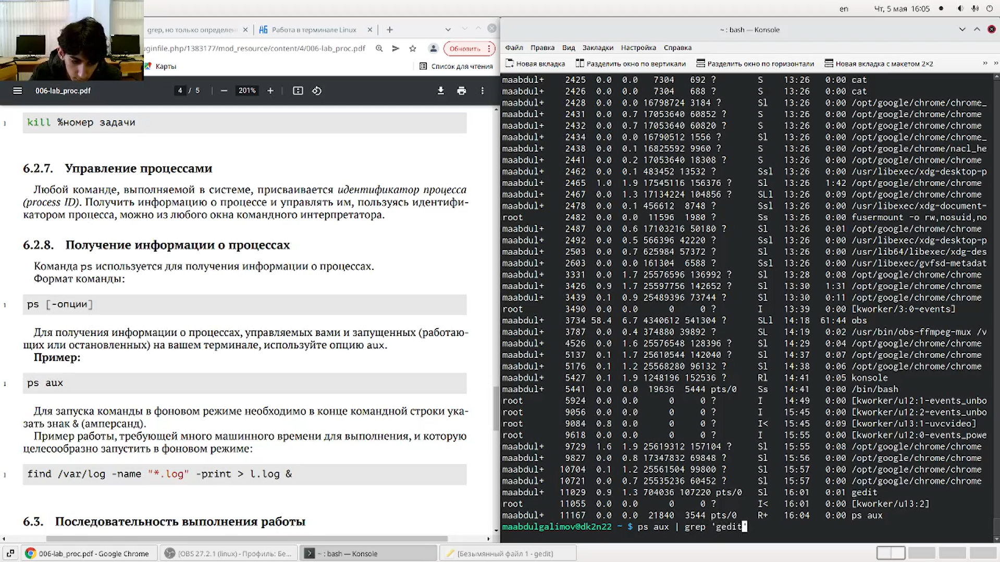 en
Чт, 5 мая 16:05
grep, но только определен
Работа в терминале Linux
~ : bash — Konsole
uginfile.php/1383177/mod_resource/content/4/006-lab_proc.pdf
Обновить
Карты
Список для чтения
Файл Правка Вид Закладки Настройка Справка
Новая вкладка Разделить окно по вертикали Разделить окно по горизонтали Новая вкладка с макетом 2×2
006-lab_proc.pdf
4 / 5
201%
1 kill %номер задачи
6.2.7. Управление процессами
Любой команде, выполняемой в системе, присваивается идентификатор процесса
(process ID). Получить информацию о процессе и управлять им, пользуясь идентифи-
катором процесса, можно из любого окна командного интерпретатора.
6.2.8. Получение информации о процессах
Команда ps используется для получения информации о процессах.
Формат команды:
1 ps [-опции]
Для получения информации о процессах, управляемых вами и запущенных (работаю-
щих или остановленных) на вашем терминале, используйте опцию aux.
Пример:
1 ps aux
Для запуска команды в фоновом режиме необходимо в конце командной строки ука-
зать знак & (амперсанд).
Пример работы, требующей много машинного времени для выполнения, и которую
целесообразно запустить в фоновом режиме:
1 find /var/log -name "*.log" -print > l.log &
6.3. Последовательность выполнения работы
maabdul+ 2425 0.0 0.0 7304 692 ? S 13:26 0:00 cat
maabdul+ 2426 0.0 0.0 7304 688 ? S 13:26 0:00 cat
maabdul+ 2428 0.0 0.0 16798724 3184 ? Sl 13:26 0:00 /opt/google/chrome/chrome_
maabdul+ 2431 0.0 0.7 17053640 60852 ? S 13:26 0:00 /opt/google/chrome/chrome
maabdul+ 2432 0.0 0.7 17053640 60820 ? S 13:26 0:00 /opt/google/chrome/chrome
maabdul+ 2434 0.0 0.0 16790512 1556 ? Sl 13:26 0:00 /opt/google/chrome/chrome_
maabdul+ 2438 0.0 0.1 16825592 9960 ? S 13:26 0:00 /opt/google/chrome/nacl_he
maabdul+ 2441 0.0 0.2 17053640 18308 ? S 13:26 0:00 /opt/google/chrome/chrome
maabdul+ 2462 0.0 0.1 483452 13532 ? Ssl 13:26 0:00 /usr/libexec/xdg-desktop-p
maabdul+ 2465 1.0 1.9 17545116 156376 ? Sl 13:26 1:42 /opt/google/chrome/chrome
maabdul+ 2467 0.0 1.3 17134224 104856 ? SLl 13:26 0:09 /opt/google/chrome/chrome
maabdul+ 2478 0.0 0.1 456612 8748 ? Ssl 13:26 0:00 /usr/libexec/xdg-document-
root 2482 0.0 0.0 11596 1980 ? Ss 13:26 0:00 fusermount -o rw,nosuid,no
maabdul+ 2487 0.0 0.6 17103216 50180 ? Sl 13:26 0:01 /opt/google/chrome/chrome
maabdul+ 2492 0.0 0.5 566396 42220 ? Ssl 13:26 0:00 /usr/libexec/xdg-desktop-p
maabdul+ 2503 0.0 0.7 625984 57372 ? Sl 13:26 0:00 /usr/lib64/libexec/xdg-des
maabdul+ 2603 0.0 0.0 161304 6588 ? Ssl 13:26 0:00 /usr/libexec/gvfsd-metadat
maabdul+ 3331 0.0 1.7 25576596 136992 ? Sl 13:28 0:08 /opt/google/chrome/chrome
maabdul+ 3426 0.9 1.7 25597756 142652 ? Sl 13:30 1:31 /opt/google/chrome/chrome
maabdul+ 3439 0.1 0.9 25489396 73744 ? Sl 13:30 0:11 /opt/google/chrome/chrome
root 3490 0.0 0.0 0 0 ? I 13:39 0:00 [kworker/3:0-events]
maabdul+ 3734 58.4 6.7 4340612 541304 ? SLl 14:18 61:44 obs
maabdul+ 3787 0.0 0.4 374880 39892 ? SL 14:19 0:02 /usr/bin/obs-ffmpeg-mux /v
maabdul+ 4526 0.0 1.6 25576548 128396 ? Sl 14:29 0:04 /opt/google/chrome/chrome
maabdul+ 5137 0.1 1.7 25610544 142040 ? Sl 14:37 0:07 /opt/google/chrome/chrome
maabdul+ 5176 0.1 1.2 25568280 96132 ? Sl 14:38 0:06 /opt/google/chrome/chrome
maabdul+ 5427 0.1 1.9 1248196 152536 ? Rl 14:41 0:05 konsole
maabdul+ 5441 0.0 0.0 19636 5444 pts/0 Ss 14:41 0:00 /bin/bash
root 5924 0.0 0.0 0 0 ? I 14:49 0:00 [kworker/u12:1-events_unbo
root 9056 0.0 0.0 0 0 ? I 15:45 0:00 [kworker/u12:2-events_unbo
root 9084 0.8 0.0 0 0 ? I< 15:45 0:09 [kworker/u13:1-uvcvideo]
root 9618 0.0 0.0 0 0 ? I 15:55 0:00 [kworker/u12:0-events_powe
maabdul+ 9729 1.6 1.9 25619312 157104 ? Sl 15:55 0:08 /opt/google/chrome/chrome
maabdul+ 9827 0.0 0.8 17347832 69848 ? Sl 15:56 0:00 /opt/google/chrome/chrome
maabdul+ 10704 0.1 1.2 25561504 99800 ? Sl 15:57 0:00 /opt/google/chrome/chrome
maabdul+ 10721 0.0 0.7 25535236 60452 ? Sl 15:57 0:00 /opt/google/chrome/chrome
maabdul+ 11029 0.9 1.3 704036 107220 pts/0 Sl 16:01 0:01 gedit
root 11055 0.0 0.0 0 0 ? I< 16:01 0:00 [kworker/u13:2]
maabdul+ 11167 0.0 0.0 21840 3544 pts/0 R+ 16:04 0:00 ps aux
maabdulgalimov@dk2n22 ~ $ ps aux | grep 'gedit'
006-lab_proc.pdf - Google Chrome
(OBS 27.2.1 (linux) - Профиль: Бе...
~ : bash — Konsole
(Безымянный файл 1 - gedit)